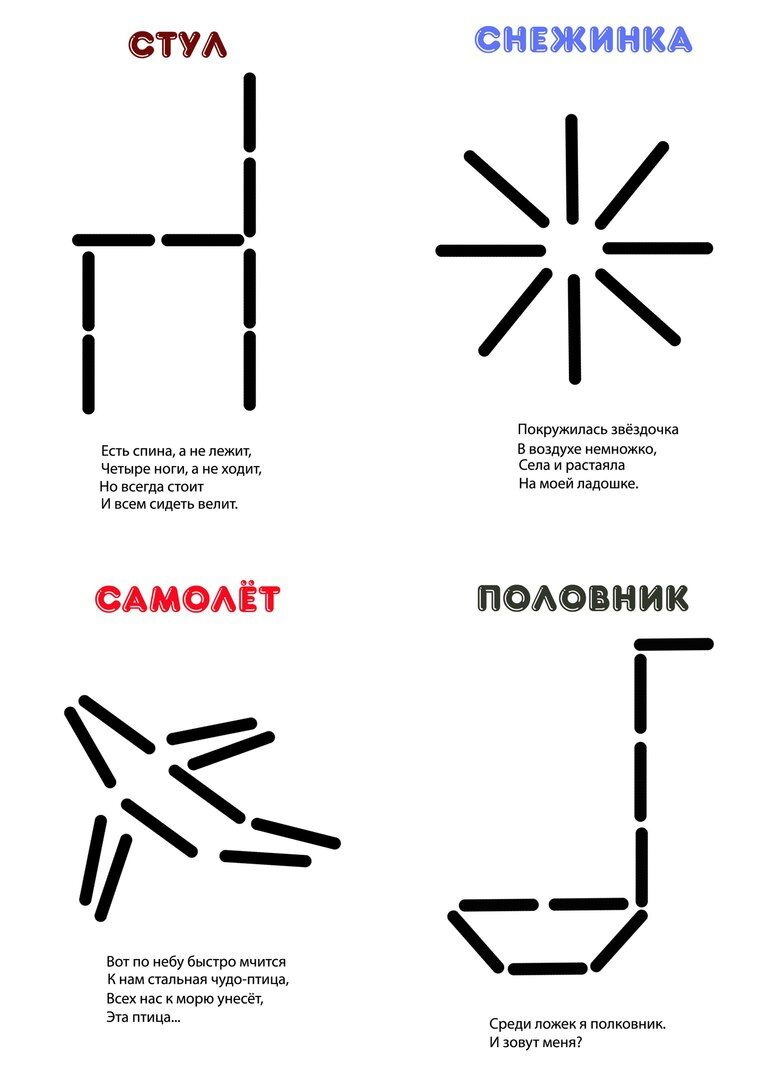 СТУЛ
Есть спина, а не лежит,
Четыре ноги, а не ходит,
Но всегда стоит
И всем сидеть велит.
СНЕЖИНКА
Покружилась звёздочка
В воздухе немножко,
Села и растаяла
На моей ладошке.
САМОЛЁТ
Вот по небу быстро мчится
К нам стальная чудо-птица,
Всех нас к морю унесёт,
Эта птица...
ПОЛОВНИК
Среди ложек я полковник.
И зовут меня?